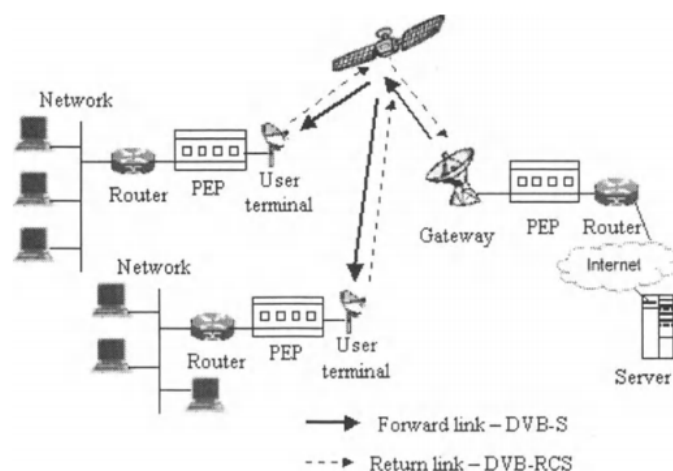 Network
Router
PEP
User
terminal
Gateway
PEP
Router
Internet
Server
Network
Router
PEP
User
terminal
Forward link – DVB-S
Return link – DVB-RCS